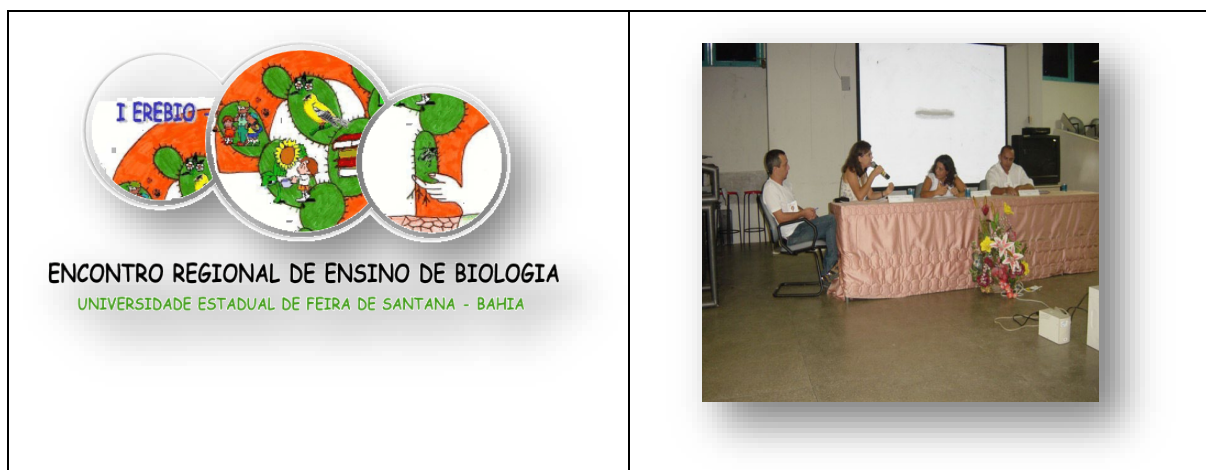 I EREBIO -
ENCONTRO REGIONAL DE ENSINO DE BIOLOGIA
UNIVERSIDADE ESTADUAL DE FEIRA DE SANTANA - BAHIA